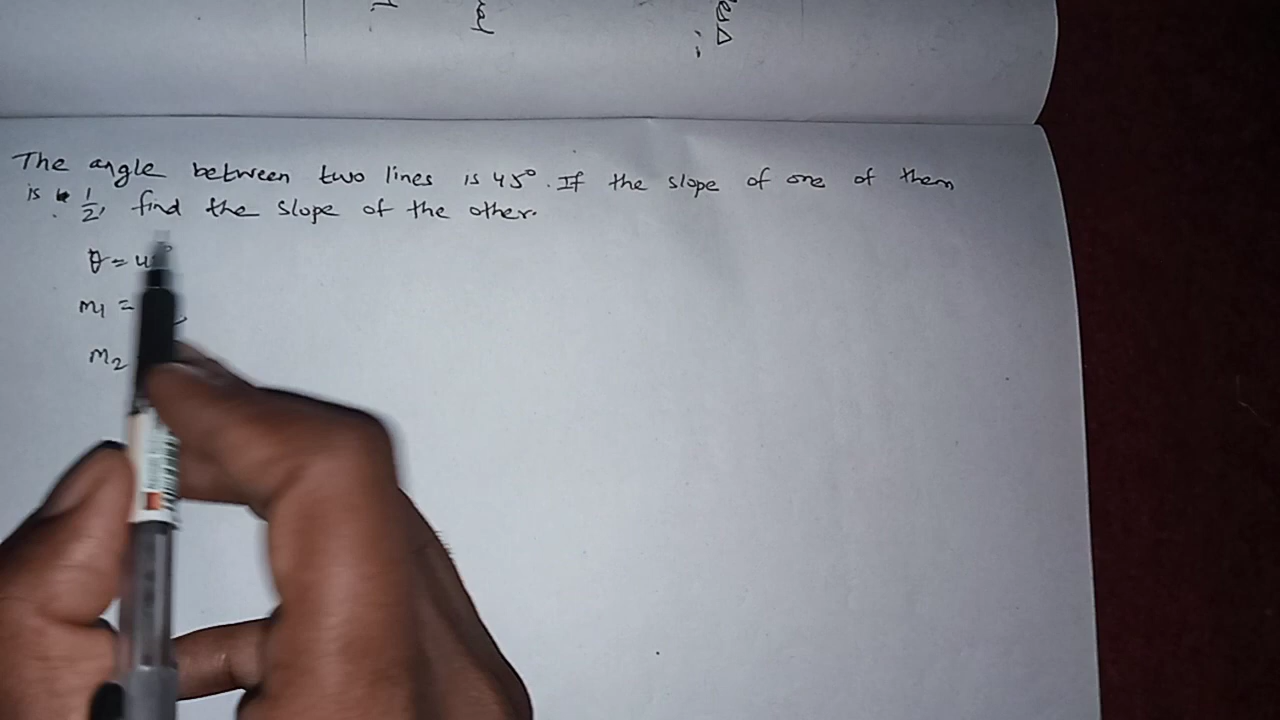 The angle between two lines is 45°. If the slope of one of them
is 1/2, find the slope of the other.
θ = 4
m1 =
m2